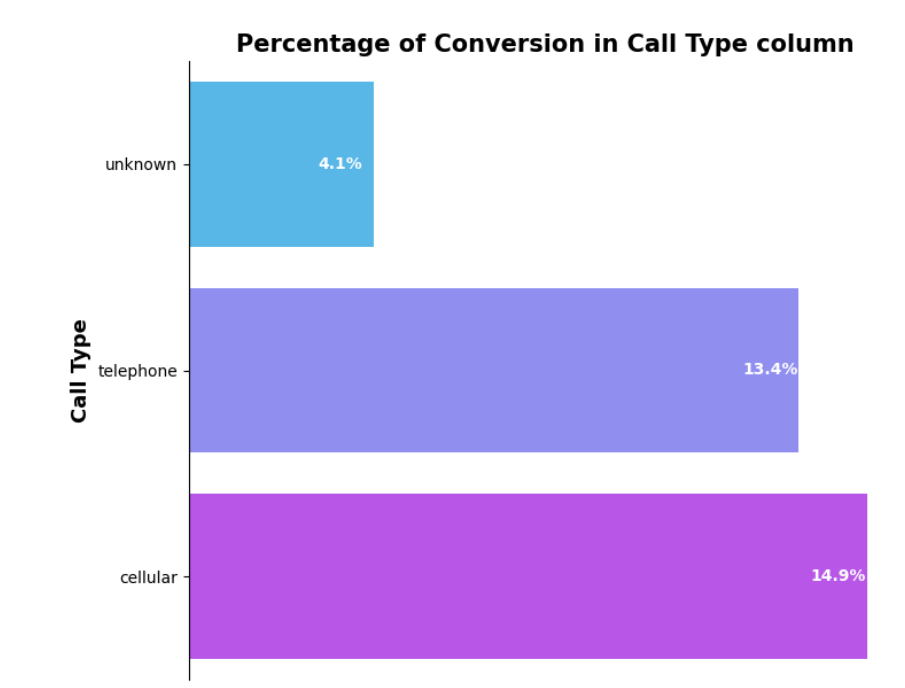 Percentage of Conversion in Call Type column
unknown
4.1%
Call Type
telephone
13.4%
cellular
14.9%